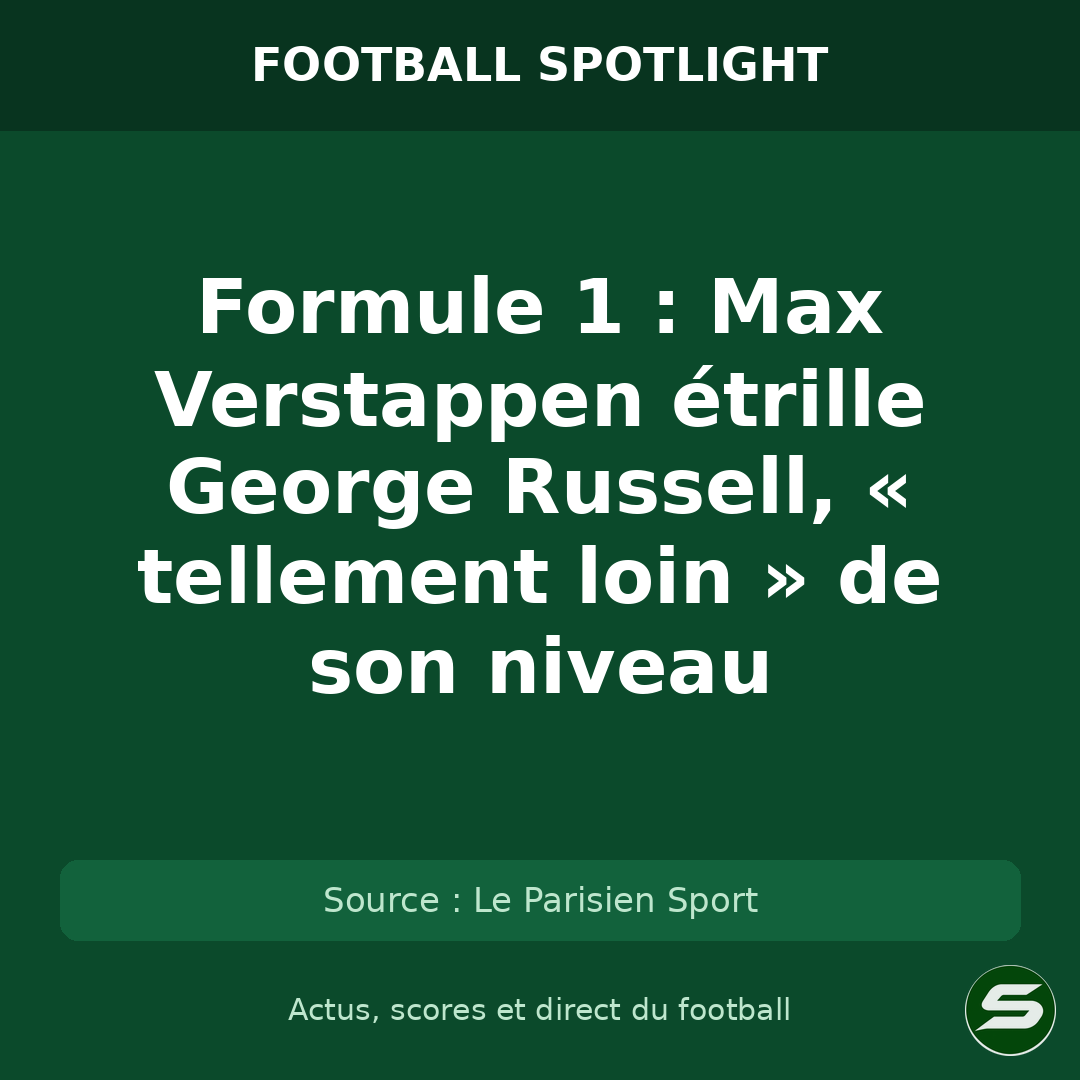 FOOTBALL SPOTLIGHT
Formule 1 : Max
Verstappen étrille
George Russell, «
tellement loin » de
son niveau
Source : Le Parisien Sport
Actus, scores et direct du football